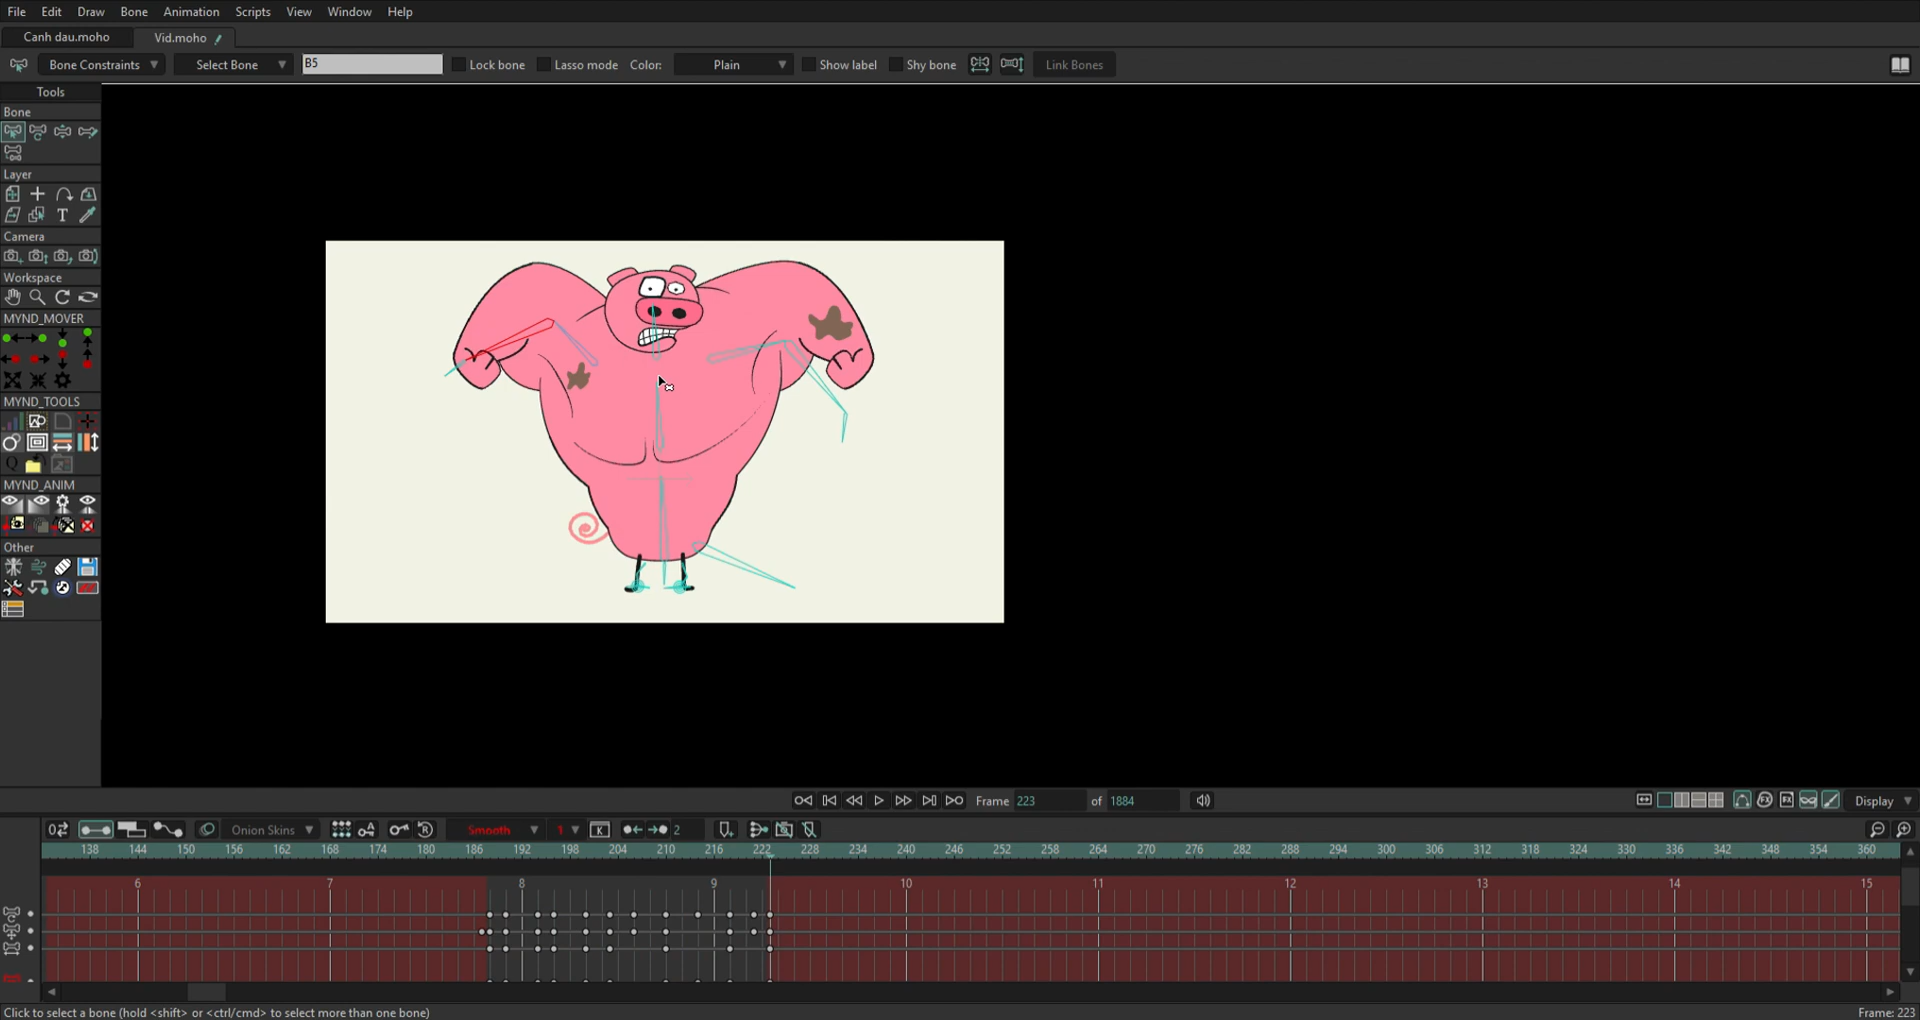 File Edit Draw Bone Animation Scripts View Window Help
Canh dau.moho Vid.moho
Bone Constraints Select Bone B5 Lock bone Lasso mode Color: Plain Show label Shy bone Link Bones
Tools
Bone
Layer
T
Camera
Workspace
MYND_MOVER
MYND_TOOLS
Q
MYND_ANIM
Other
Frame 223 of 1884 Display
Onion Skins Smooth 1 K 2
138 144 150 156 162 168 174 180 186 192 198 204 210 216 222 228 234 240 246 252 258 264 270 276 282 288 294 300 306 312 318 324 330 336 342 348 354 360
6 7 8 9 10 11 12 13 14 15
Click to select a bone (hold <shift> or <ctrl/cmd> to select more than one bone) Frame: 223